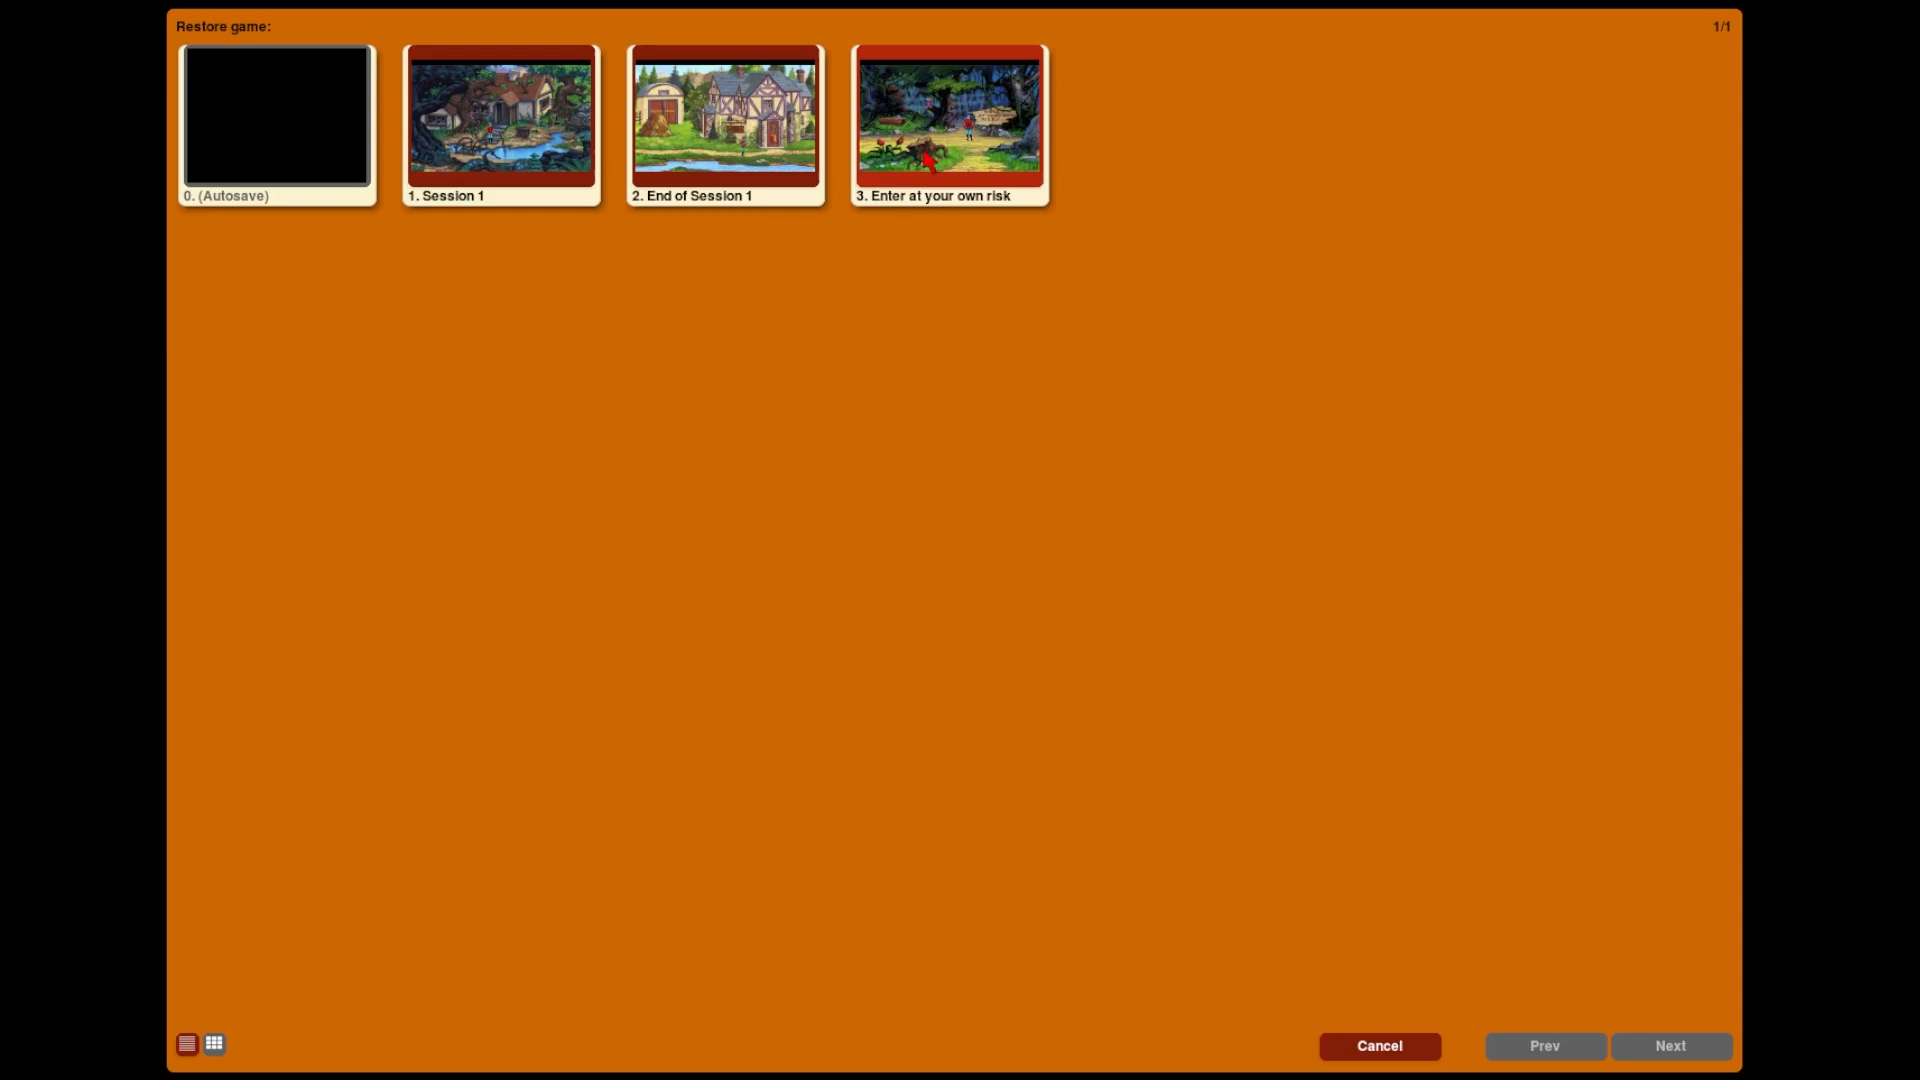 Restore game:
1/1
0. (Autosave)
1. Session 1
2. End of Session 1
3. Enter at your own risk
Cancel
Prev
Next